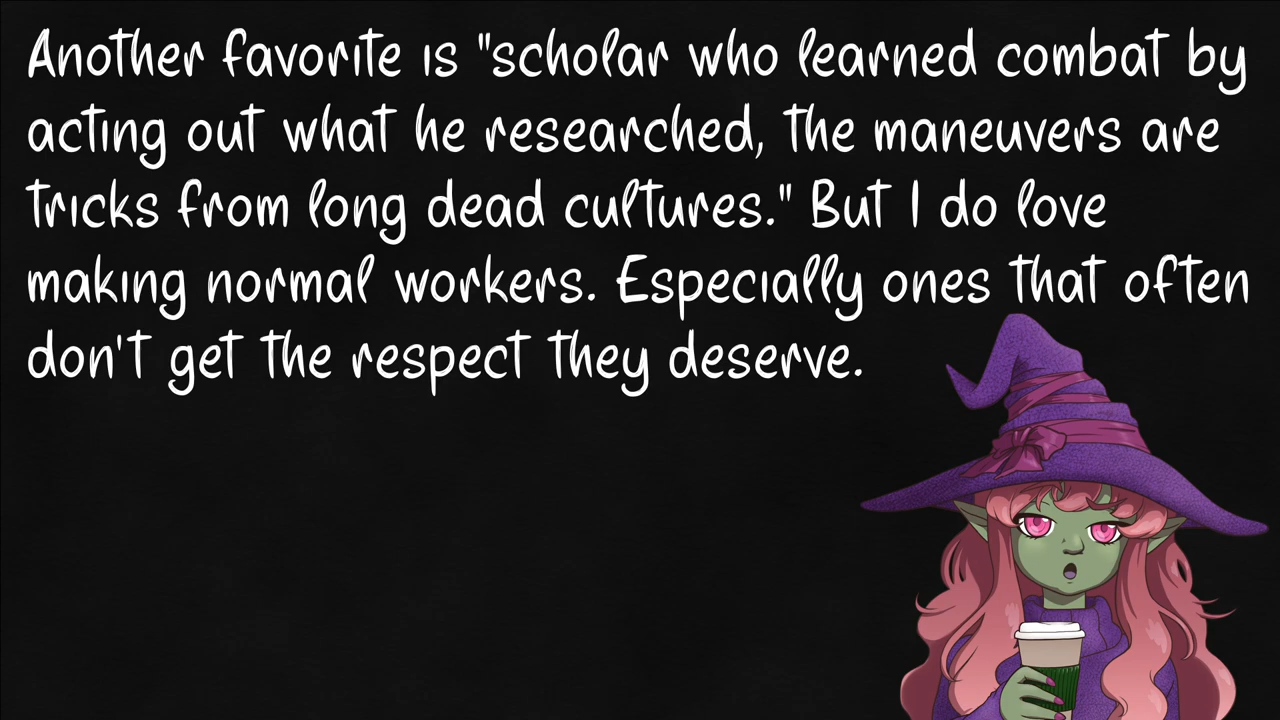 Another favorite is "scholar who learned combat by
acting out what he researched, the maneuvers are
tricks from long dead cultures." But I do love
making normal workers. Especially ones that often
don't get the respect they deserve.